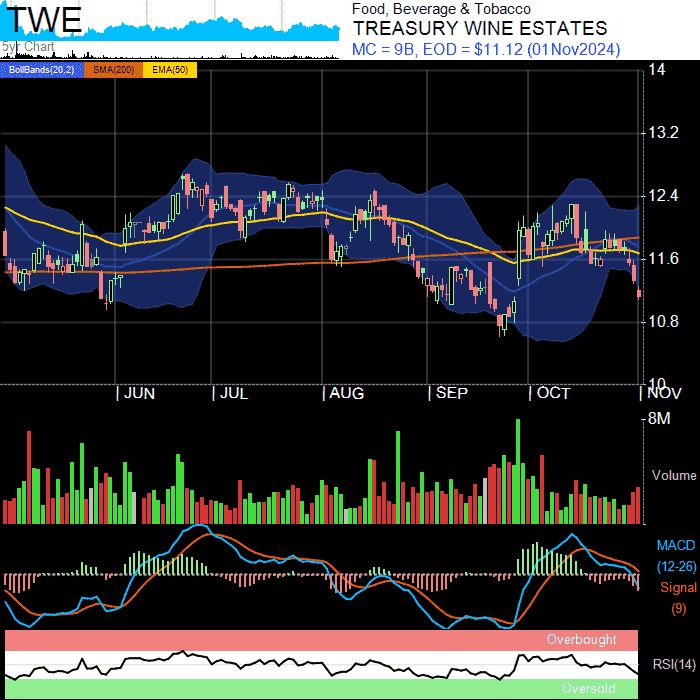 TWE
5yr Chart
Food, Beverage & Tobacco
TREASURY WINE ESTATES
MC = 9B, EOD = $11.12 (01Nov2024)
BollBands(20,2) SMA(200) EMA(50)
14
13.2
12.4
11.6
10.8
10
JUN JUL AUG SEP OCT NOV
8M
Volume
MACD
(12-26)
Signal
(9)
Overbought
RSI(14)
Oversold